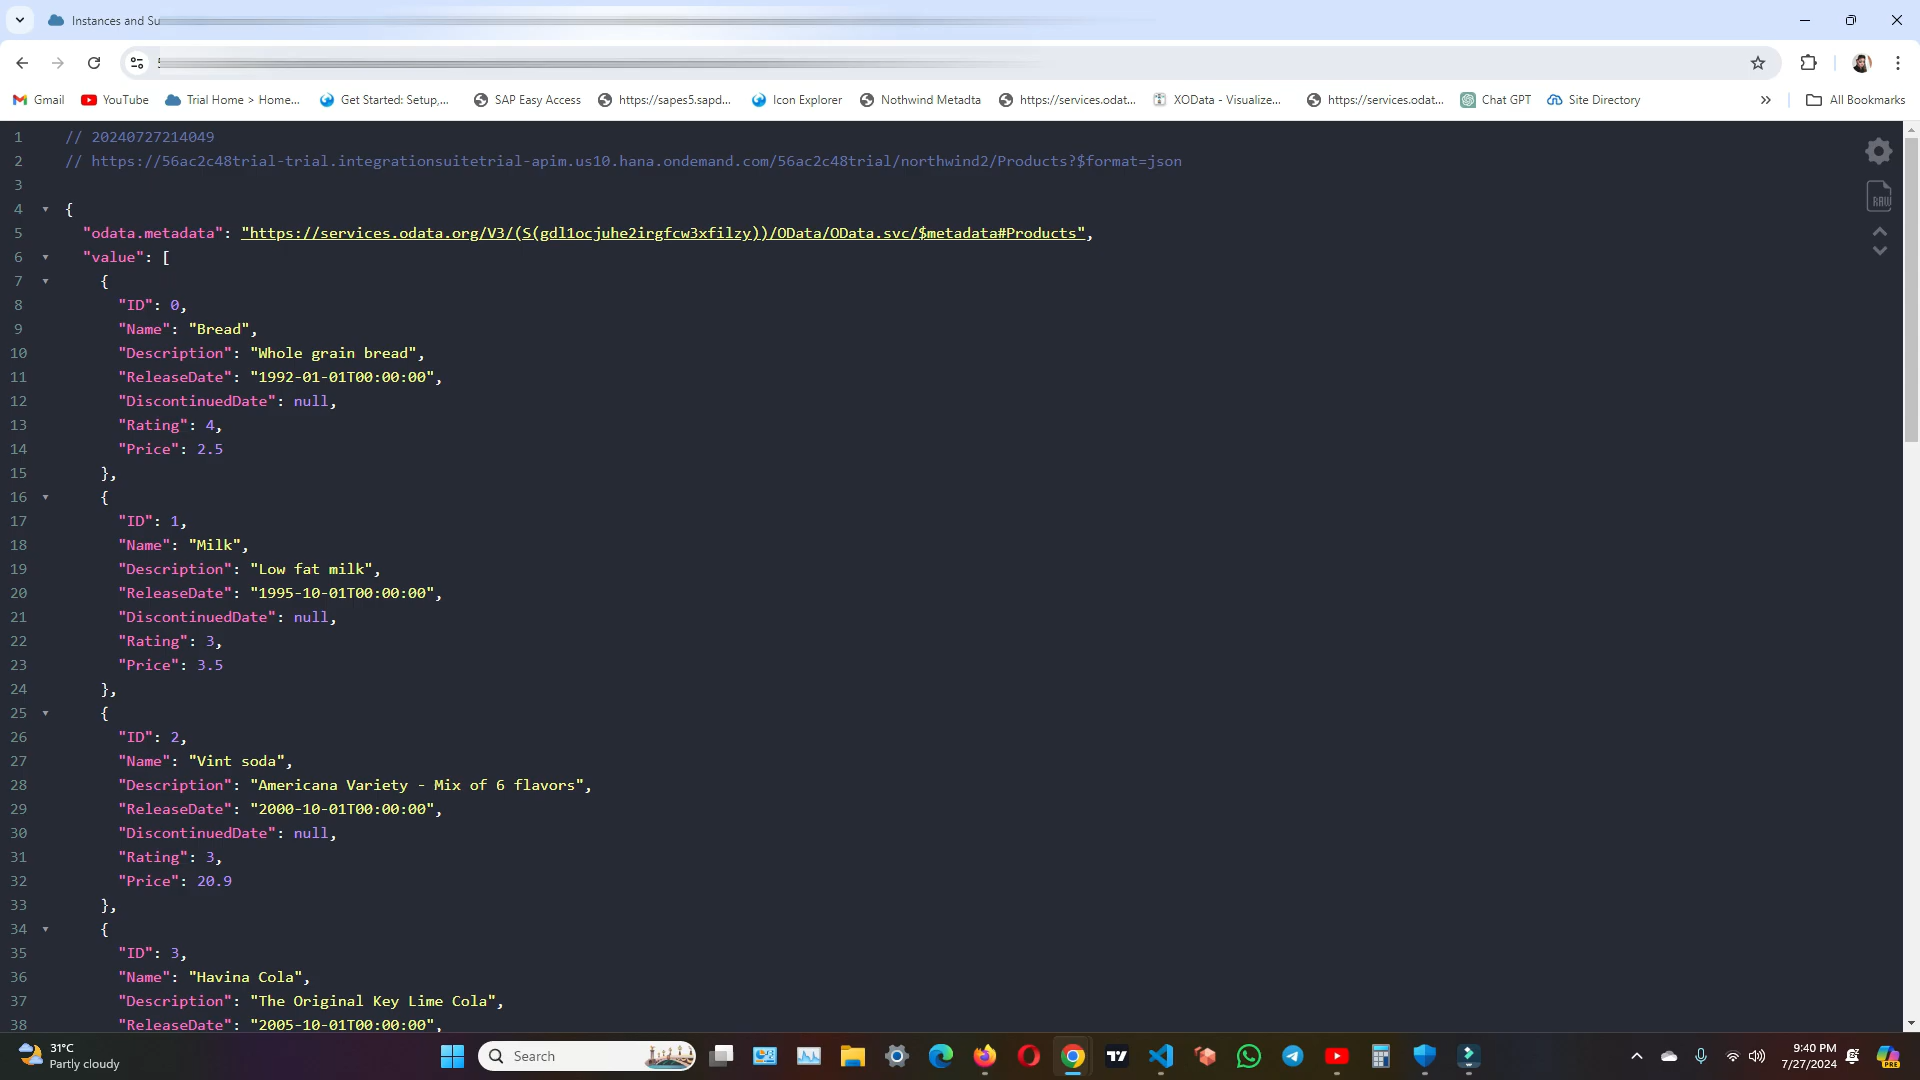 Instances and Su
Gmail YouTube Trial Home > Home... Get Started: Setup,... SAP Easy Access https://sapes5.sapd... Icon Explorer Nothwind Metadta https://services.odat... XOData - Visualize... https://services.odat... Chat GPT Site Directory » All Bookmarks
1 // 20240727214049
2 // https://56ac2c48trial-trial.integrationsuitetrial-apim.us10.hana.ondemand.com/56ac2c48trial/northwind2/Products?$format=json
3
4 {
5 "odata.metadata": "https://services.odata.org/V3/(S(gdl1ocjuhe2irgfcw3xfilzy))/OData/OData.svc/$metadata#Products",
6 "value": [
7 {
8 "ID": 0,
9 "Name": "Bread",
10 "Description": "Whole grain bread",
11 "ReleaseDate": "1992-01-01T00:00:00",
12 "DiscontinuedDate": null,
13 "Rating": 4,
14 "Price": 2.5
15 },
16 {
17 "ID": 1,
18 "Name": "Milk",
19 "Description": "Low fat milk",
20 "ReleaseDate": "1995-10-01T00:00:00",
21 "DiscontinuedDate": null,
22 "Rating": 3,
23 "Price": 3.5
24 },
25 {
26 "ID": 2,
27 "Name": "Vint soda",
28 "Description": "Americana Variety - Mix of 6 flavors",
29 "ReleaseDate": "2000-10-01T00:00:00",
30 "DiscontinuedDate": null,
31 "Rating": 3,
32 "Price": 20.9
33 },
34 {
35 "ID": 3,
36 "Name": "Havina Cola",
37 "Description": "The Original Key Lime Cola",
38 "ReleaseDate": "2005-10-01T00:00:00",
RAW
31°C
Partly cloudy
Search
9:40 PM
7/27/2024
PRE